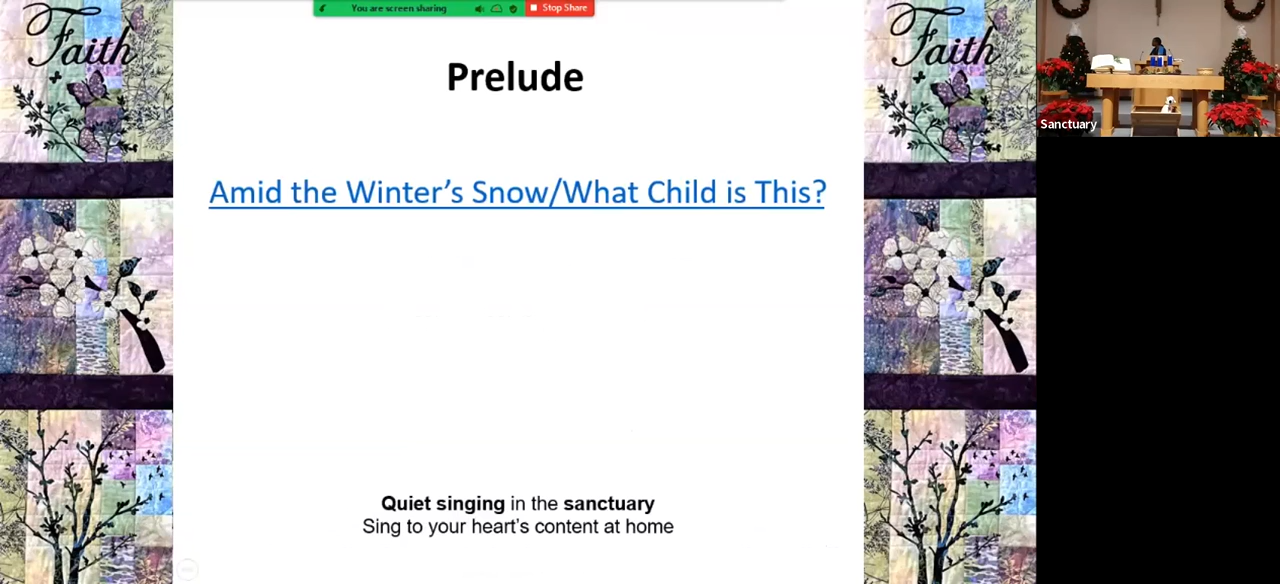 You are screen sharing
Stop Share
Faith
Faith
Prelude
Sanctuary
Amid the Winter's Snow/What Child is This?
Quiet singing in the sanctuary
Sing to your heart's content at home